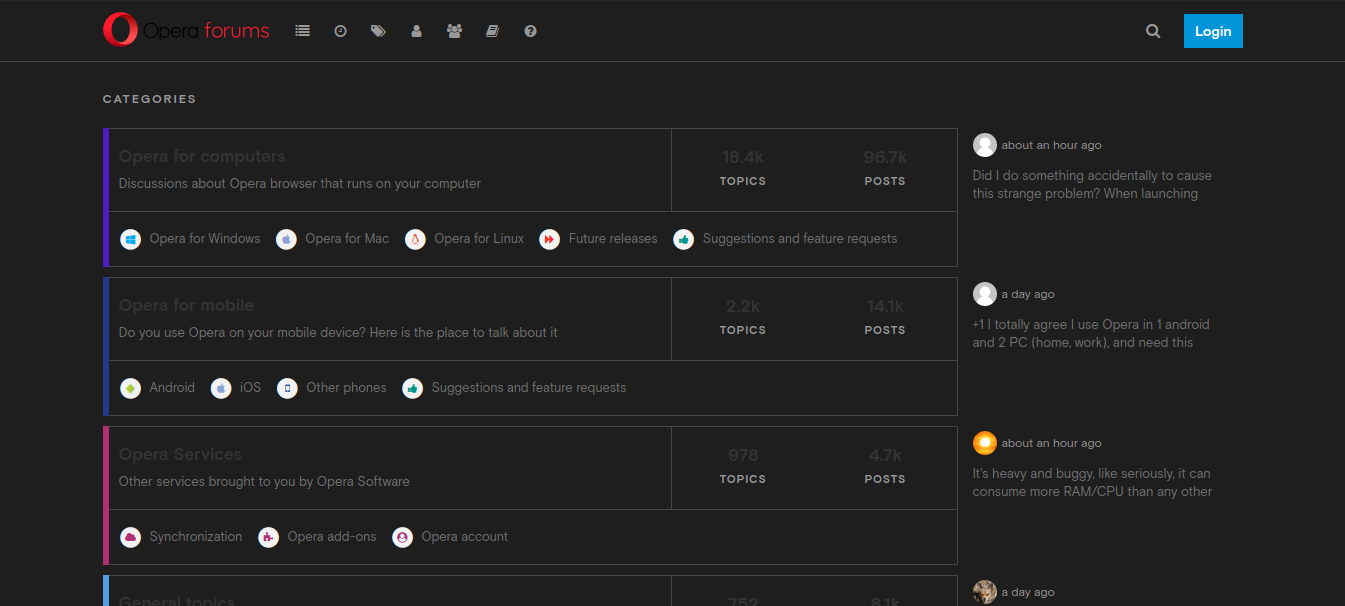 Opera forums
Login
CATEGORIES
Opera for computers
Discussions about Opera browser that runs on your computer
18.4k
TOPICS
96.7k
POSTS
about an hour ago
Did I do something accidentally to cause
this strange problem? When launching
Opera for Windows Opera for Mac Opera for Linux Future releases Suggestions and feature requests
Opera for mobile
Do you use Opera on your mobile device? Here is the place to talk about it
2.2k
TOPICS
14.1k
POSTS
a day ago
+1 I totally agree I use Opera in 1 android
and 2 PC (home, work), and need this
Android iOS Other phones Suggestions and feature requests
Opera Services
Other services brought to you by Opera Software
978
TOPICS
4.7k
POSTS
about an hour ago
It's heavy and buggy, like seriously, it can
consume more RAM/CPU than any other
Synchronization Opera add-ons Opera account
General topics
752
8.1k
a day ago